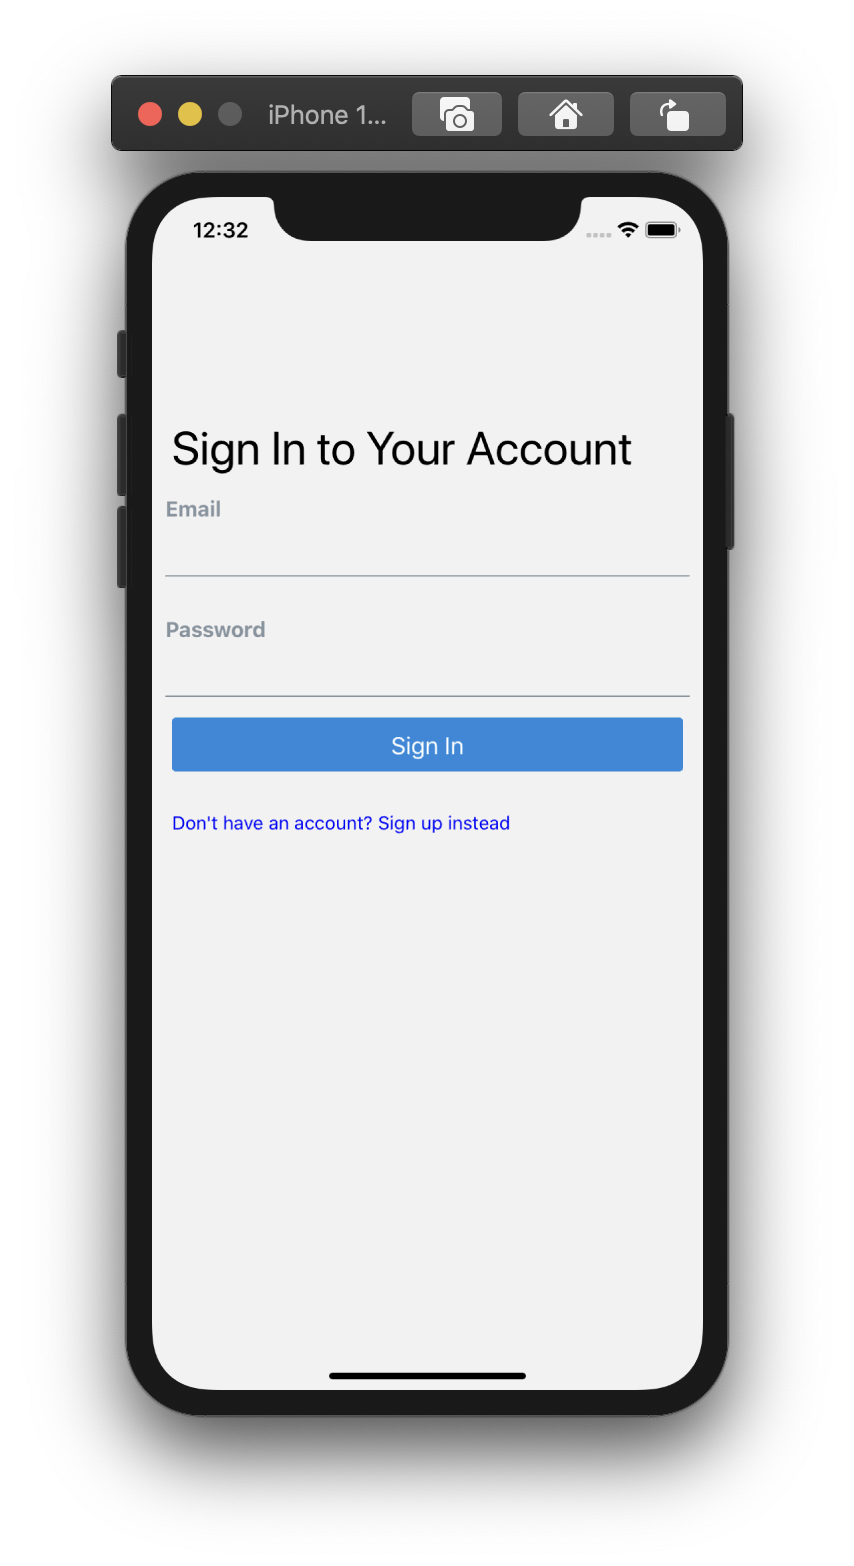 iPhone 1...
12:32
Sign In to Your Account
Email
Password
Sign In
Don't have an account? Sign up instead